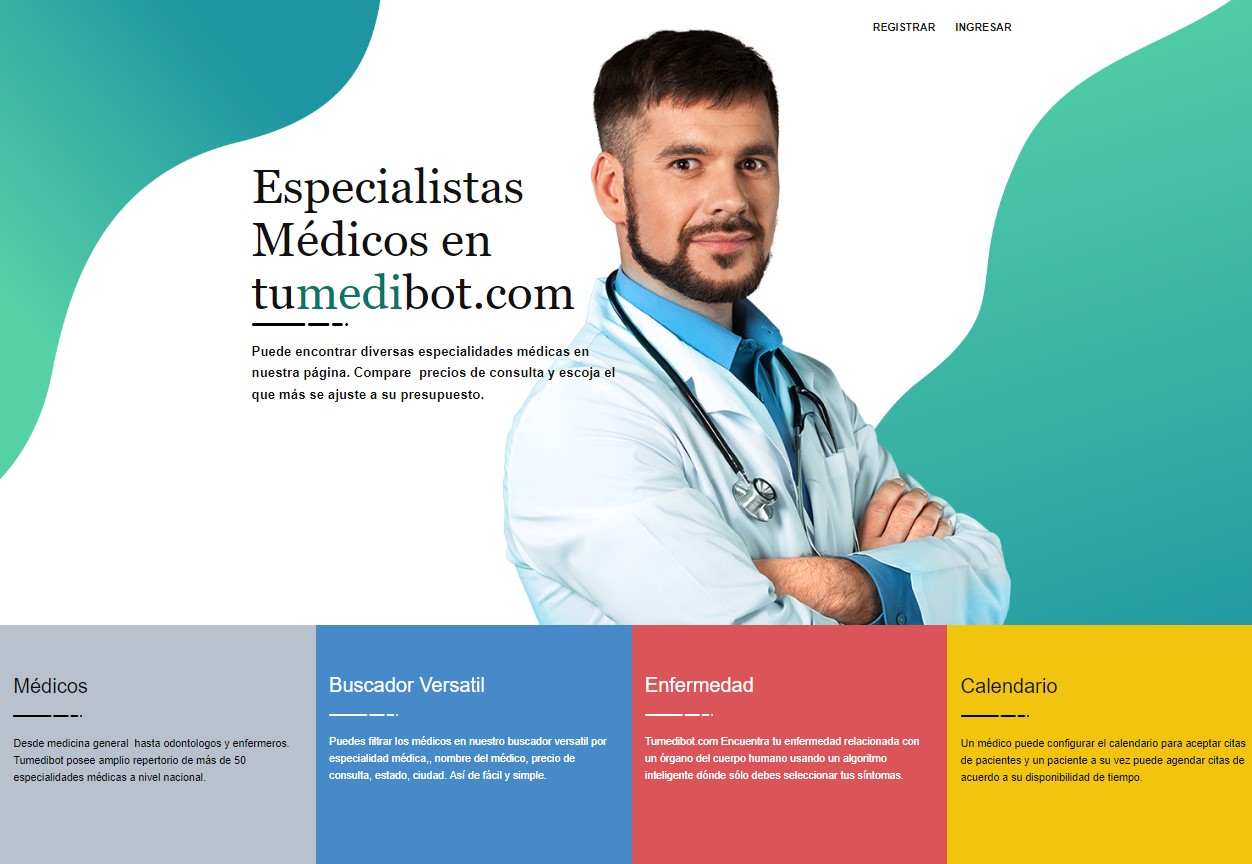 REGISTRAR INGRESAR
Especialistas
Médicos en
tumedibot.com
Puede encontrar diversas especialidades médicas en
nuestra página. Compare  precios de consulta y escoja el
que más se ajuste a su presupuesto.
Médicos
Desde medicina general  hasta odontologos y enfermeros.
Tumedibot posee amplio repertorio de más de 50
especialidades médicas a nivel nacional.
Buscador Versatil
Puedes filtrar los médicos en nuestro buscador versatil por
especialidad médica,, nombre del médico, precio de
consulta, estado, ciudad. Así de fácil y simple.
Enfermedad
Tumedibot.com Encuentra tu enfermedad relacionada con
un órgano del cuerpo humano usando un algoritmo
inteligente dónde sólo debes seleccionar tus síntomas.
Calendario
Un médico puede configurar el calendario para aceptar citas
de pacientes y un paciente a su vez puede agendar citas de
acuerdo a su disponibilidad de tiempo.